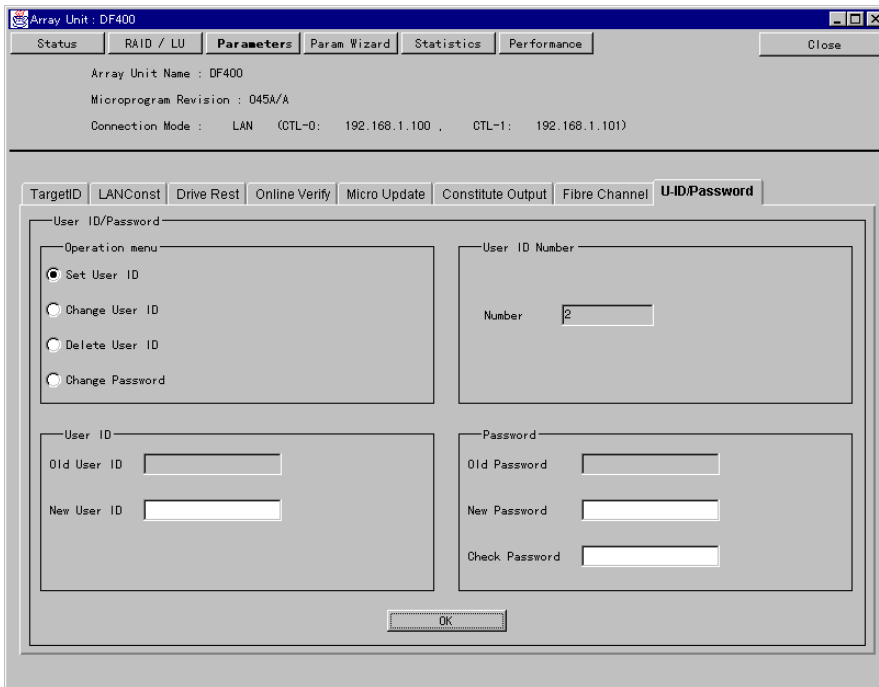 Array Unit : DF400
Status RAID / LU Parameters Param Wizard Statistics Performance Close
Array Unit Name : DF400
Microprogram Revision : 045A/A
Connection Mode : LAN (CTL-0: 192.168.1.100 , CTL-1: 192.168.1.101)
TargetID LANConst Drive Rest Online Verify Micro Update Constitute Output Fibre Channel U-ID/Password
User ID/Password
Operation menu
Set User ID
Change User ID
Delete User ID
Change Password
User ID Number
Number 2
User ID
Old User ID
New User ID
Password
Old Password
New Password
Check Password
OK